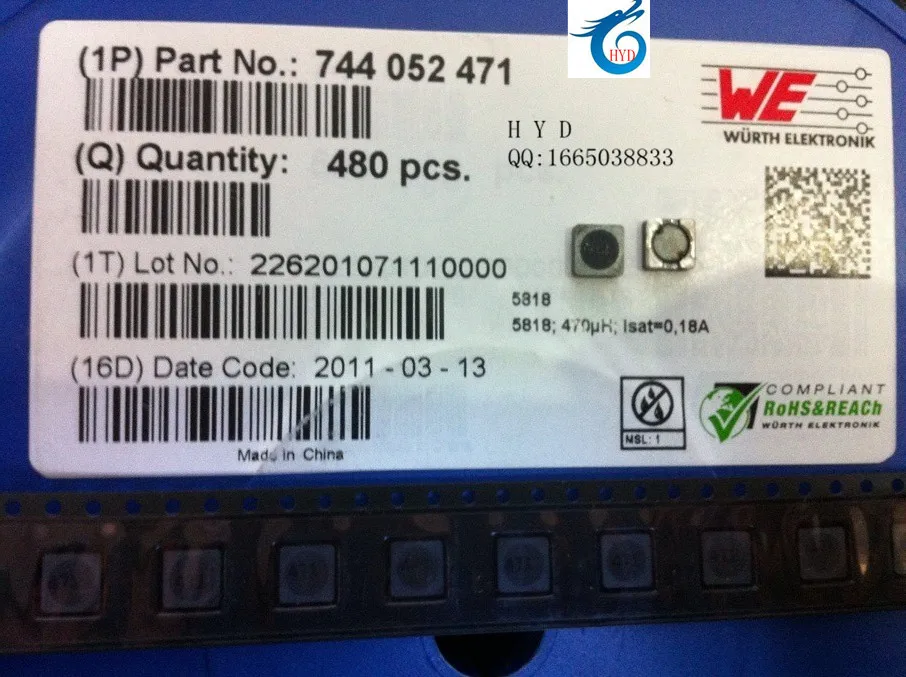 (1P) Part No.: 744 052 471
HYD
WE
WÜRTH ELEKTRONIK
H Y D
QQ:1665038833
(Q) Quantity: 480 pcs.
(1T) Lot No.: 226201071110000
5818
5818; 470µH; Isat=0,18A
(16D) Date Code: 2011 - 03 - 13
Made in China
MSL: 1
COMPLIANT
RoHS&REACh
WÜRTH ELEKTRONIK
471